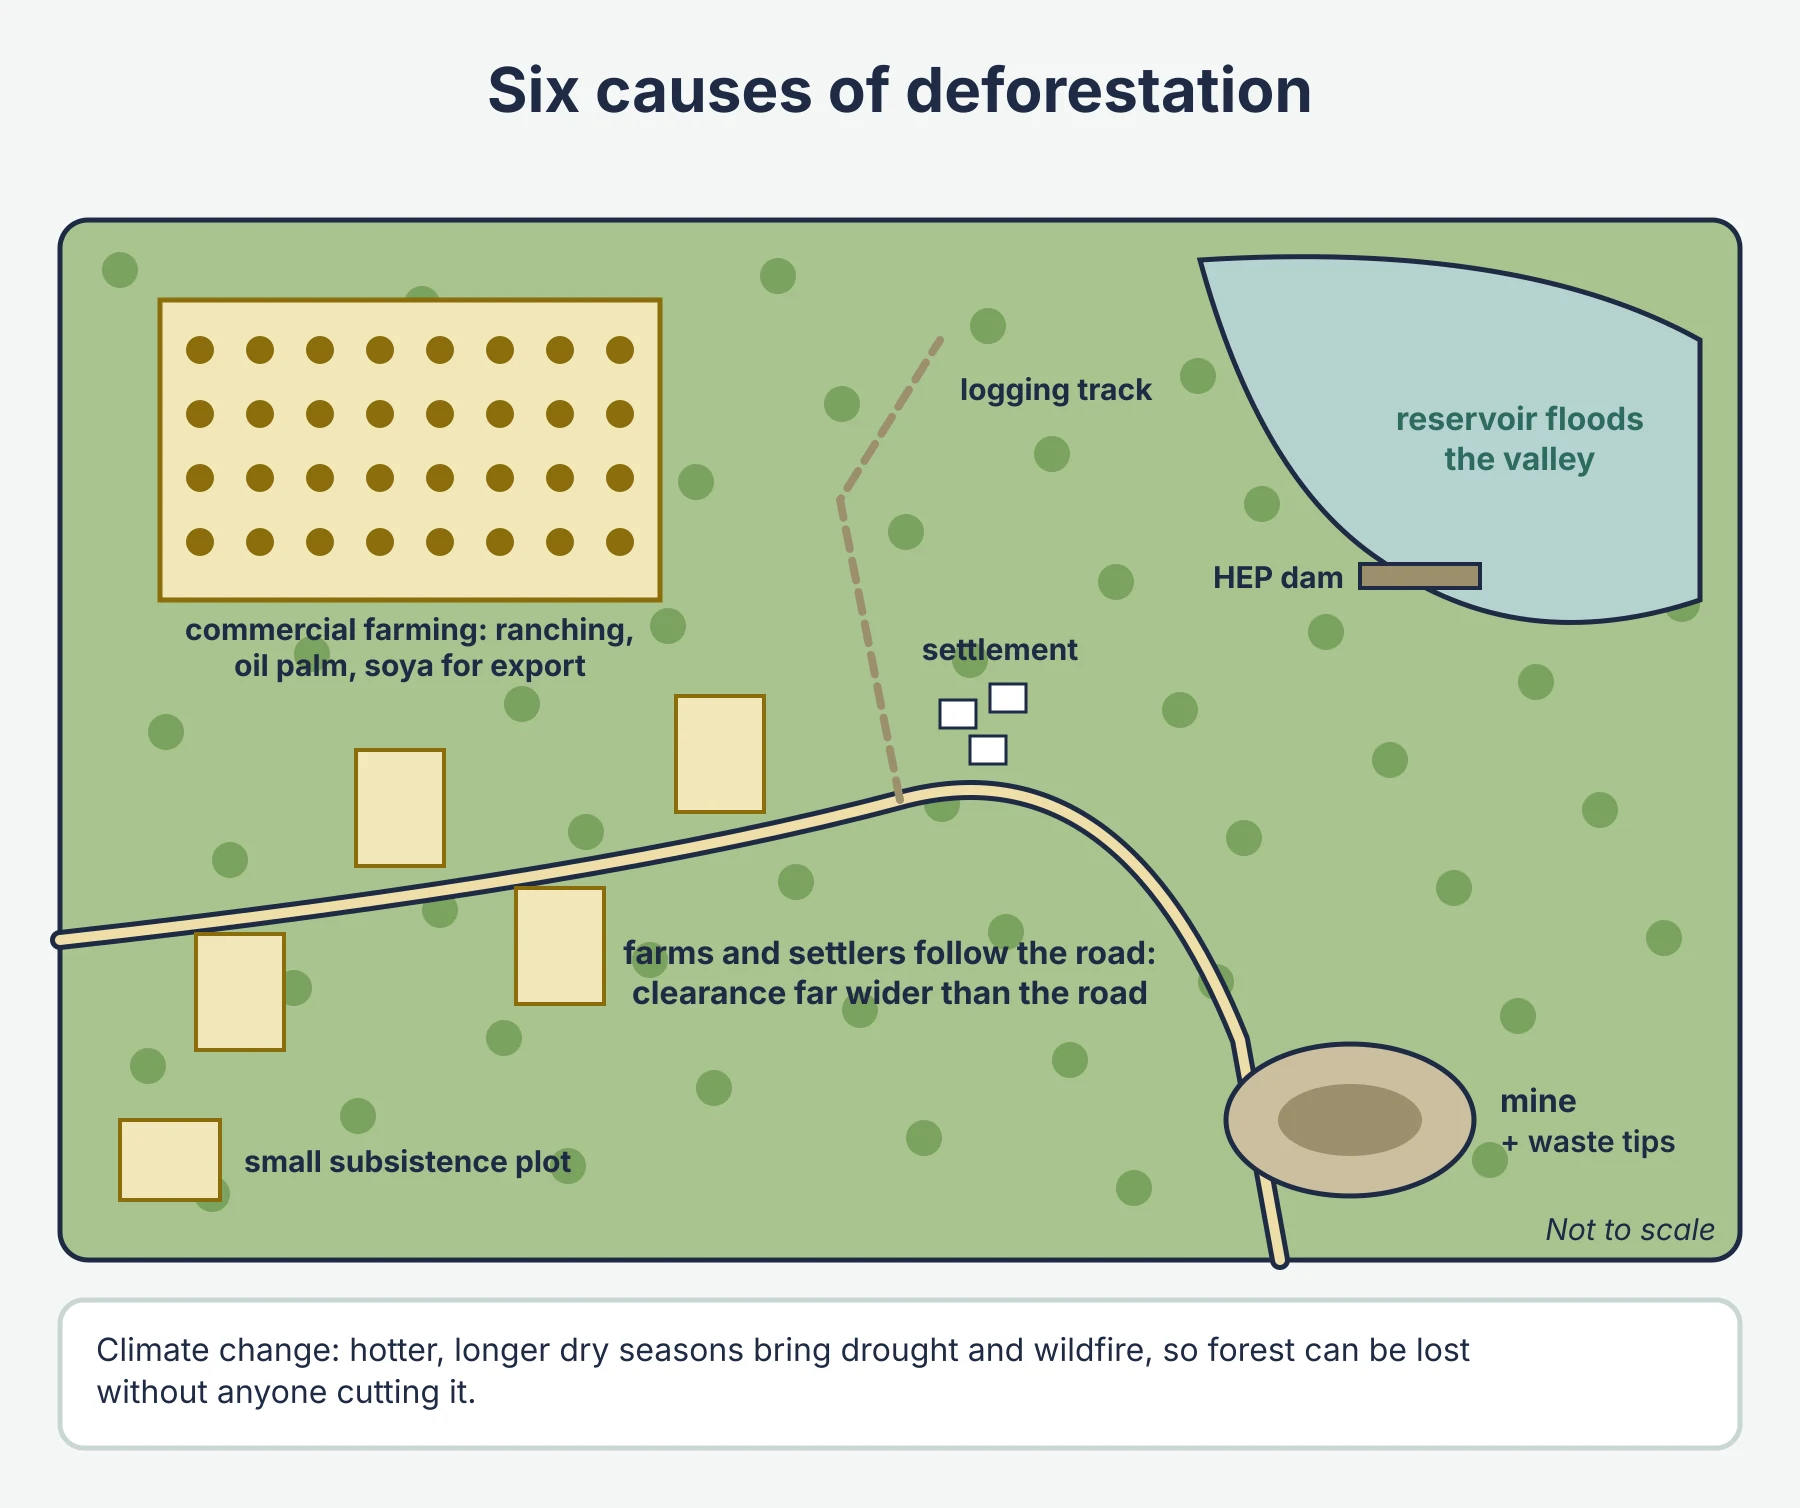 Six causes of deforestation
logging track
reservoir floods
the valley
HEP dam
commercial farming: ranching,
oil palm, soya for export
settlement
farms and settlers follow the road:
clearance far wider than the road
mine
+ waste tips
small subsistence plot
Not to scale
Climate change: hotter, longer dry seasons bring drought and wildfire, so forest can be lost
without anyone cutting it.